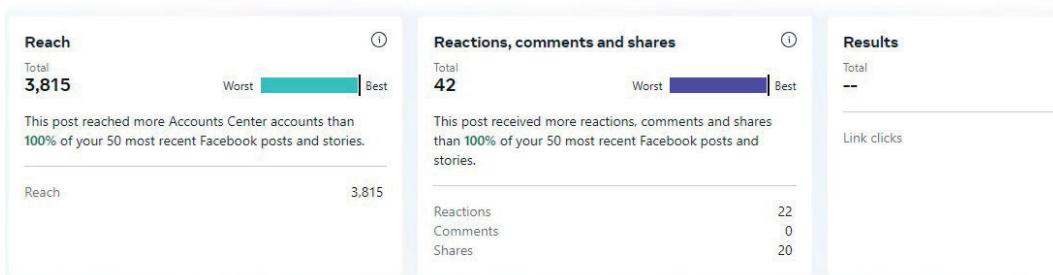 Reach
Total
3,815
Worst Best
This post reached more Accounts Center accounts than
100% of your 50 most recent Facebook posts and stories.
Reach 3,815
Reactions, comments and shares
Total
42
Worst Best
This post received more reactions, comments and shares
than 100% of your 50 most recent Facebook posts and
stories.
Reactions 22
Comments 0
Shares 20
Results
Total
--
Link clicks